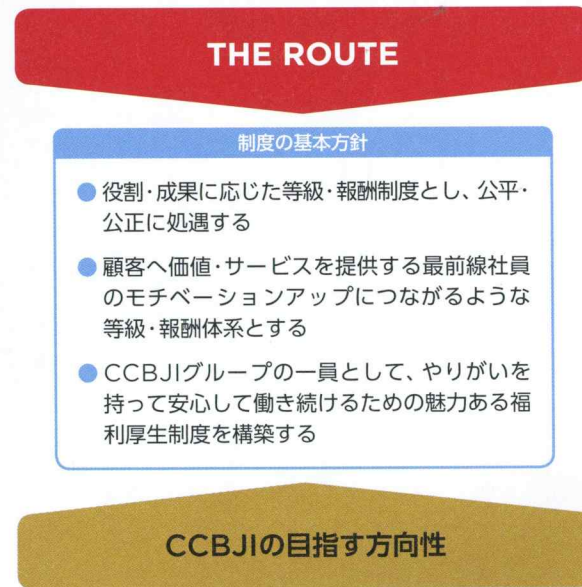 THE ROUTE
制度の基本方針
● 役割・成果に応じた等級・報酬制度とし、公平・
公正に処遇する
● 顧客へ価値・サービスを提供する最前線社員
のモチベーションアップにつながるような
等級・報酬体系とする
● CCBJIグループの一員として、やりがいを
持って安心して働き続けるための魅力ある福
利厚生制度を構築する
CCBJIの目指す方向性